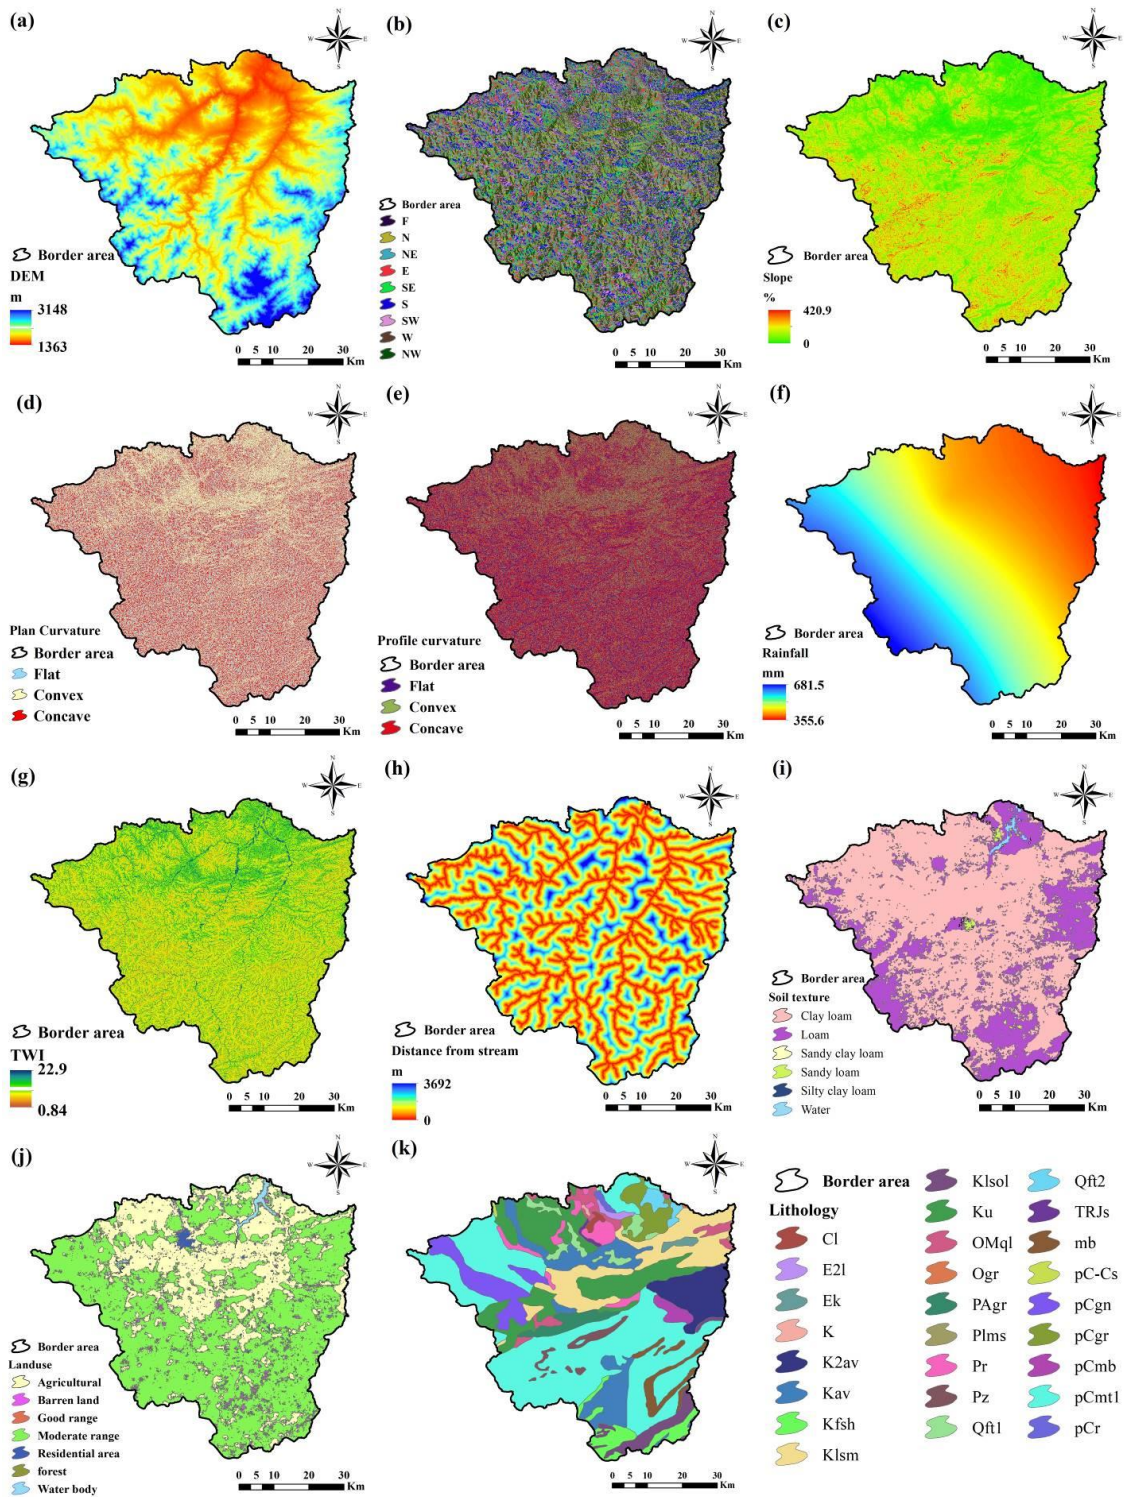 (a)
N
W
E
S
Border area
DEM
m
3148
1363
0 5 10 20 30
Km
(b)
N
W
E
S
Border area
F
N
NE
E
SE
S
SW
W
NW
0 5 10 20 30
Km
(c)
N
W
E
S
Border area
Slope
%
420.9
0
0 5 10 20 30
Km
(d)
N
W
E
S
Plan Curvature
Border area
Flat
Convex
Concave
0 5 10 20 30
Km
(e)
N
W
E
S
Profile curvature
Border area
Flat
Convex
Concave
0 5 10 20 30
Km
(f)
N
W
E
S
Border area
Rainfall
mm
681.5
355.6
0 5 10 20 30
Km
(g)
N
W
E
S
Border area
TWI
22.9
0.84
0 5 10 20 30
Km
(h)
N
W
E
S
Border area
Distance from stream
m
3692
0
0 5 10 20 30
Km
(i)
N
W
E
S
Border area
Soil texture
Clay loam
Loam
Sandy clay loam
Sandy loam
Silty clay loam
Water
0 5 10 20 30
Km
(j)
N
W
E
S
Border area
Landuse
Agricultural
Barren land
Good range
Moderate range
Residential area
forest
Water body
0 5 10 20 30
Km
(k)
N
W
E
S
0 5 10 20 30
Km
Border area
Lithology
Cl
E2l
Ek
K
K2av
Kav
Kfsh
Klsm
Klsol
Ku
OMql
Ogr
PAgr
Plms
Pr
Pz
Qft1
Qft2
TRJs
mb
pC-Cs
pCgn
pCgr
pCmb
pCmt1
pCr